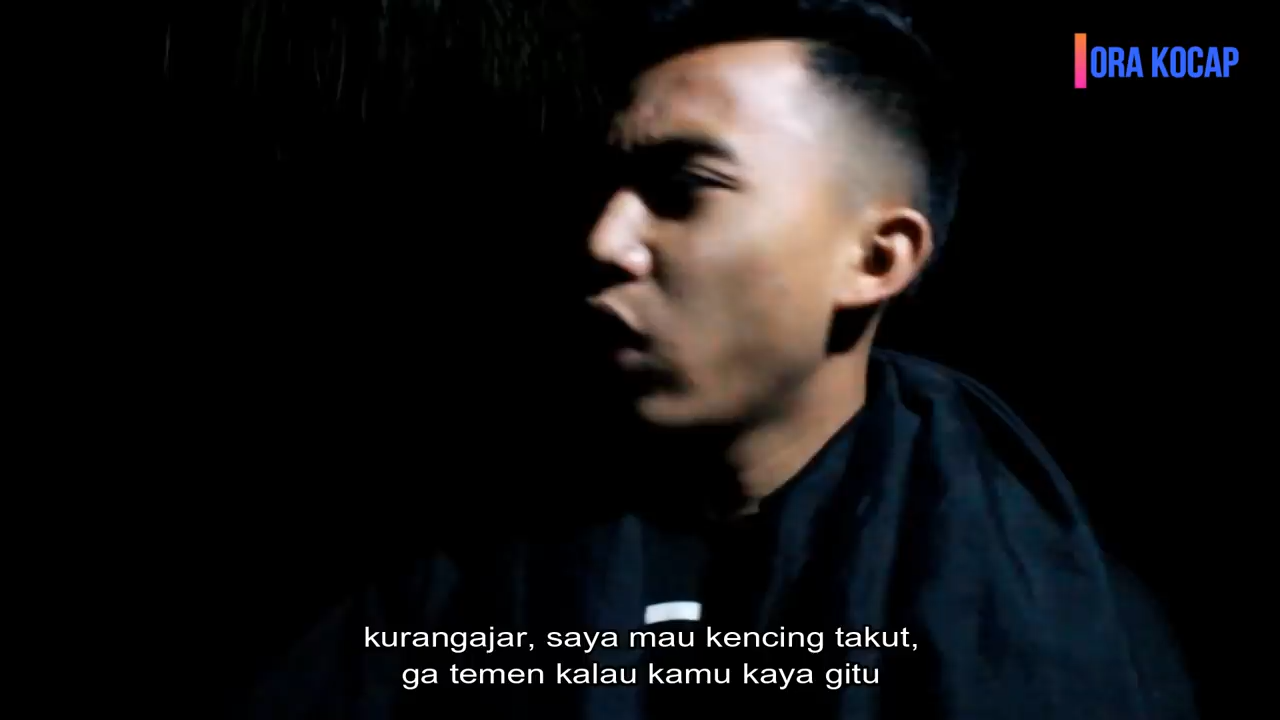 ORA KOCAP
kurangajar, saya mau kencing takut,
ga temen kalau kamu kaya gitu